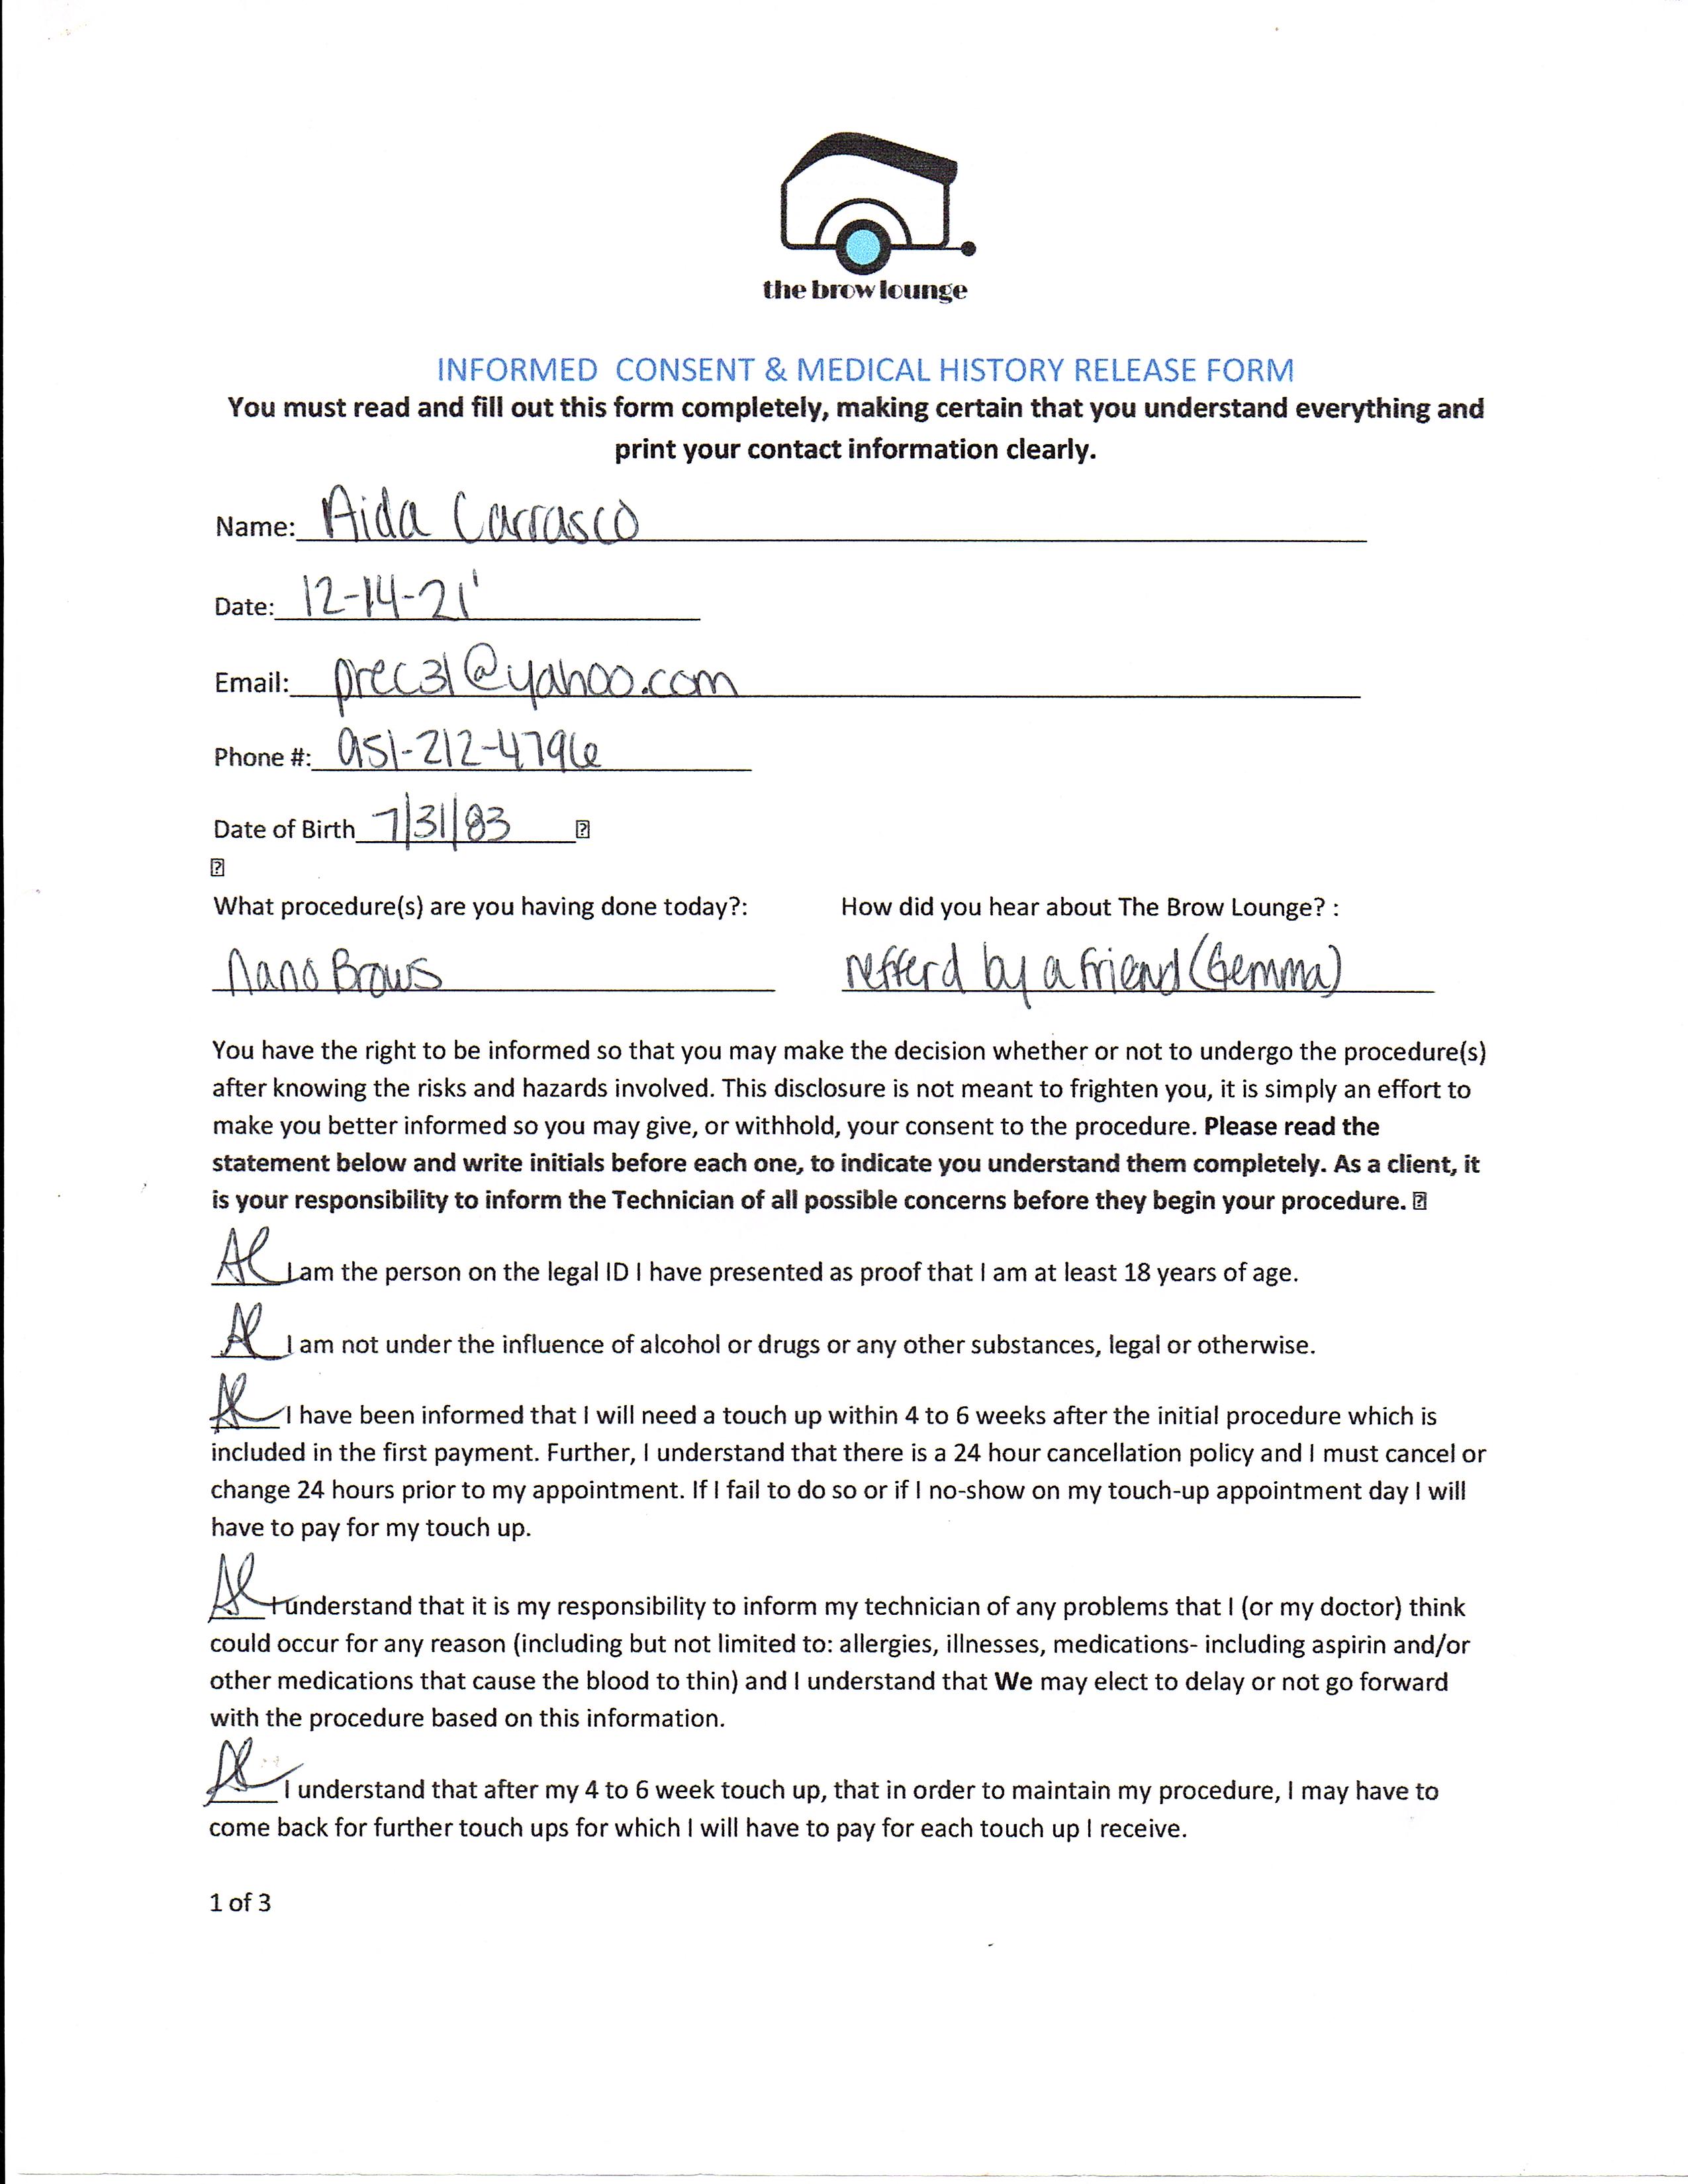 the brow lounge
INFORMED CONSENT & MEDICAL HISTORY RELEASE FORM
You must read and fill out this form completely, making certain that you understand everything and
print your contact information clearly.
Name: Aida Carrasco
Date: 12-14-21'
Email: prec31@yahoo.com
Phone #: 951-212-4796
Date of Birth 7/31/83
What procedure(s) are you having done today?: How did you hear about The Brow Lounge? :
Nano Brows refferd by a friend (Gemma)
You have the right to be informed so that you may make the decision whether or not to undergo the procedure(s)
after knowing the risks and hazards involved. This disclosure is not meant to frighten you, it is simply an effort to
make you better informed so you may give, or withhold, your consent to the procedure. Please read the
statement below and write initials before each one, to indicate you understand them completely. As a client, it
is your responsibility to inform the Technician of all possible concerns before they begin your procedure.
AC I am the person on the legal ID I have presented as proof that I am at least 18 years of age.
AC I am not under the influence of alcohol or drugs or any other substances, legal or otherwise.
AC I have been informed that I will need a touch up within 4 to 6 weeks after the initial procedure which is
included in the first payment. Further, I understand that there is a 24 hour cancellation policy and I must cancel or
change 24 hours prior to my appointment. If I fail to do so or if I no-show on my touch-up appointment day I will
have to pay for my touch up.
AC I understand that it is my responsibility to inform my technician of any problems that I (or my doctor) think
could occur for any reason (including but not limited to: allergies, illnesses, medications- including aspirin and/or
other medications that cause the blood to thin) and I understand that We may elect to delay or not go forward
with the procedure based on this information.
AC I understand that after my 4 to 6 week touch up, that in order to maintain my procedure, I may have to
come back for further touch ups for which I will have to pay for each touch up I receive.
1 of 3